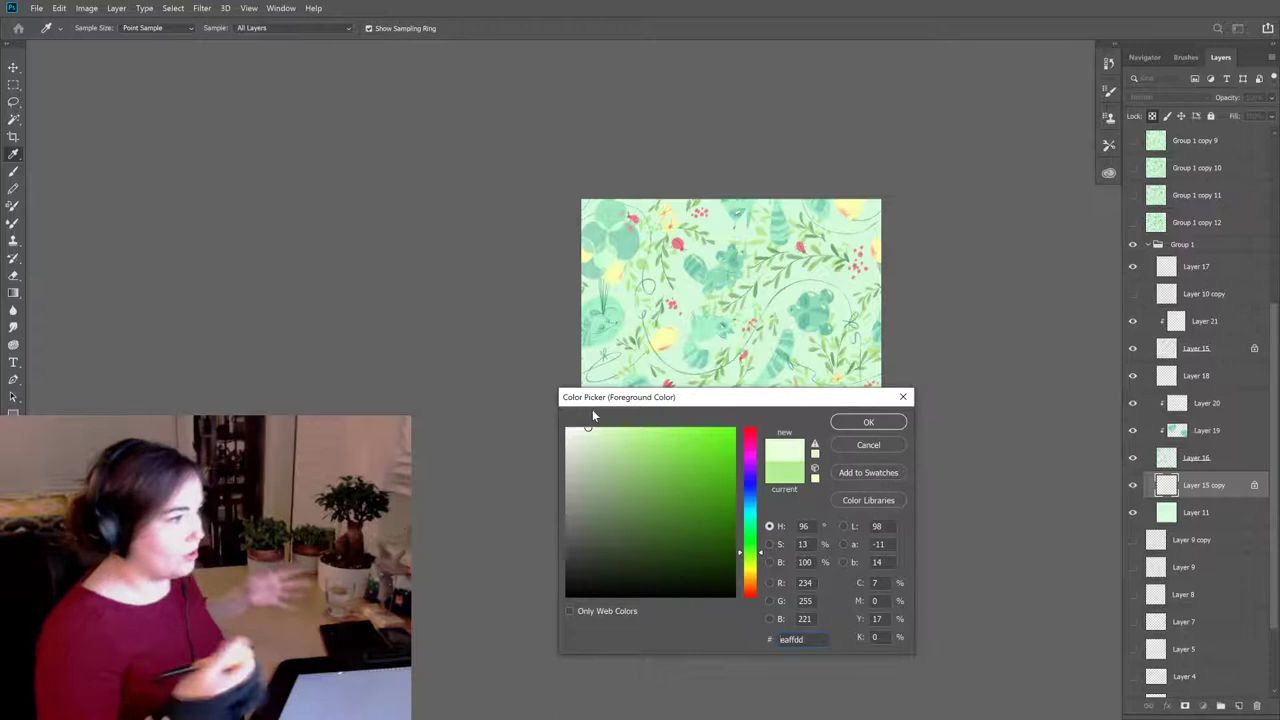 Ps File Edit Image Layer Type Select Filter 3D View Window Help
Sample Size: Point Sample Sample: All Layers Show Sampling Ring
Navigator Brushes Layers
Kind
Normal Opacity: 100%
Lock: Fill:
Group 1 copy 9
Group 1 copy 10
Group 1 copy 11
Group 1 copy 12
Group 1
Layer 17
Layer 10 copy
Layer 21
Layer 15
Layer 18
Layer 20
Layer 19
Layer 16
Layer 15 copy
Layer 11
Layer 9 copy
Layer 9
Layer 8
Layer 7
Layer 5
Layer 4
Color Picker (Foreground Color)
new
current
OK
Cancel
Add to Swatches
Color Libraries
H: 96 ° L: 98
S: 13 % a: -11
B: 100 % b: 14
R: 234 C: 7 %
G: 255 M: 0 %
B: 221 Y: 17 %
# eaffdd K: 0 %
Only Web Colors
T
fx